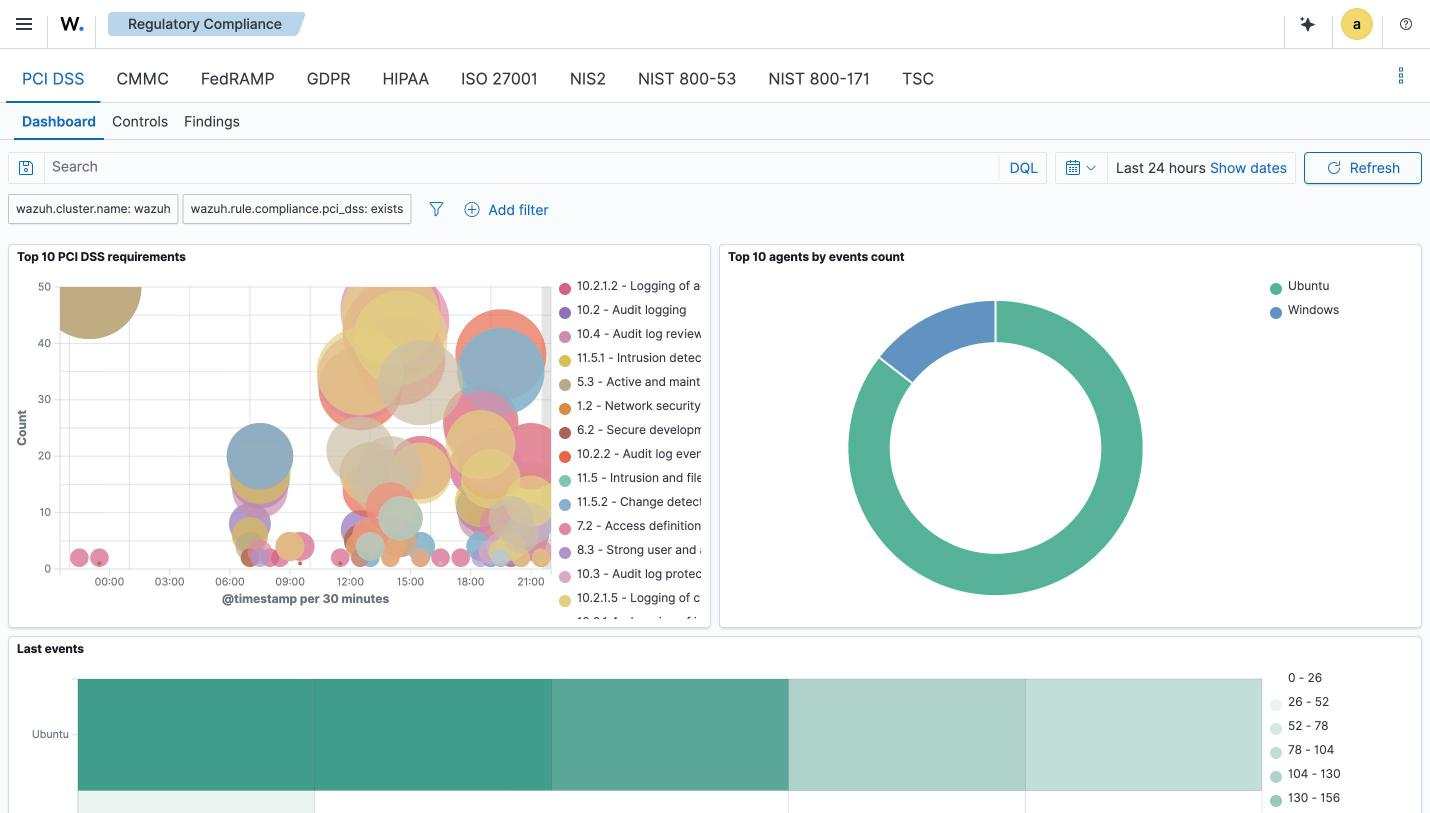 W.
Regulatory Compliance
a
PCI DSS
CMMC
FedRAMP
GDPR
HIPAA
ISO 27001
NIS2
NIST 800-53
NIST 800-171
TSC
Dashboard
Controls
Findings
Search
DQL
Last 24 hours Show dates
Refresh
wazuh.cluster.name: wazuh
wazuh.rule.compliance.pci_dss: exists
Add filter
Top 10 PCI DSS requirements
50
40
30
20
10
0
Count
00:00
03:00
06:00
09:00
12:00
15:00
18:00
21:00
@timestamp per 30 minutes
10.2.1.2 - Logging of a
10.2 - Audit logging
10.4 - Audit log review
11.5.1 - Intrusion detec
5.3 - Active and maint
1.2 - Network security
6.2 - Secure developm
10.2.2 - Audit log even
11.5 - Intrusion and file
11.5.2 - Change detect
7.2 - Access definition
8.3 - Strong user and
10.3 - Audit log protec
10.2.1.5 - Logging of c
Top 10 agents by events count
Ubuntu
Windows
Last events
Ubuntu
0 - 26
26 - 52
52 - 78
78 - 104
104 - 130
130 - 156